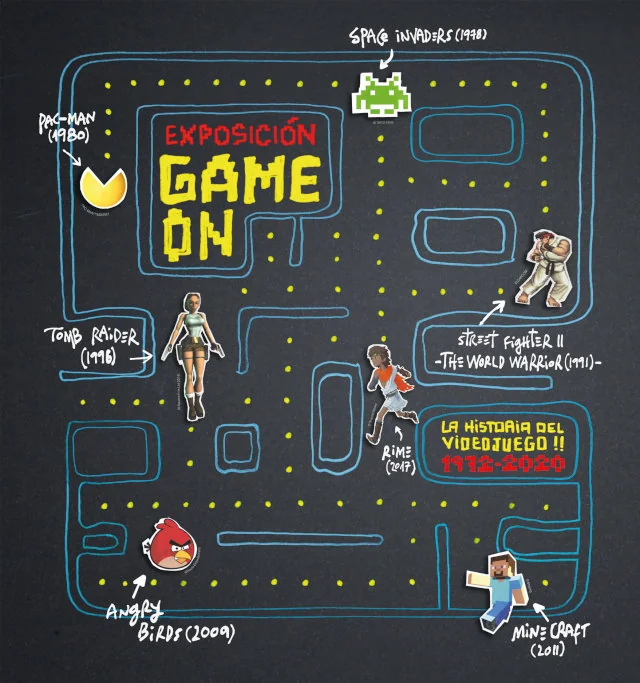 SPACE INVADERS (1978)
PAC-MAN
(1980)
EXPOSICIÓN
GAME
ON
TOMB RAIDER
(1996)
STREET FIGHTER II
-THE WORLD WARRIOR (1991)-
RIME
(2017)
LA HISTORIA DEL
VIDEOJUEGO !!
1972-2020
ANGRY
BIRDS (2009)
MINECRAFT
(2011)